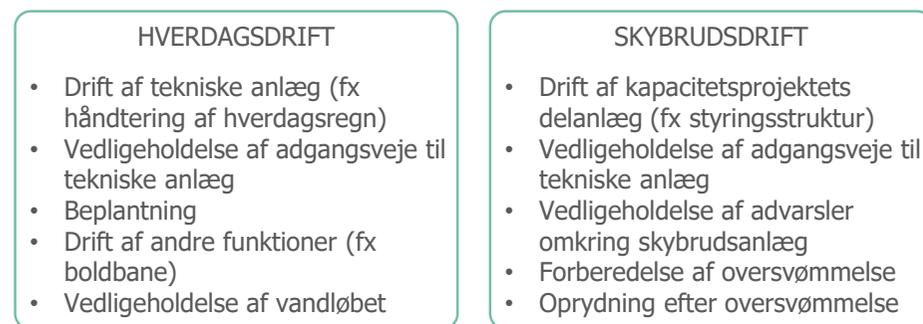 HVERDAGSDRIFT
• Drift af tekniske anlæg (fx
håndtering af hverdagsregn)
• Vedligeholdelse af adgangsveje til
tekniske anlæg
• Beplantning
• Drift af andre funktioner (fx
boldbane)
• Vedligeholdelse af vandløbet
SKYBRUDSDRIFT
• Drift af kapacitetsprojektets
delanlæg (fx styringsstruktur)
• Vedligeholdelse af adgangsveje til
tekniske anlæg
• Vedligeholdelse af advarsler
omkring skybrudsanlæg
• Forberedelse af oversvømmelse
• Oprydning efter oversvømmelse